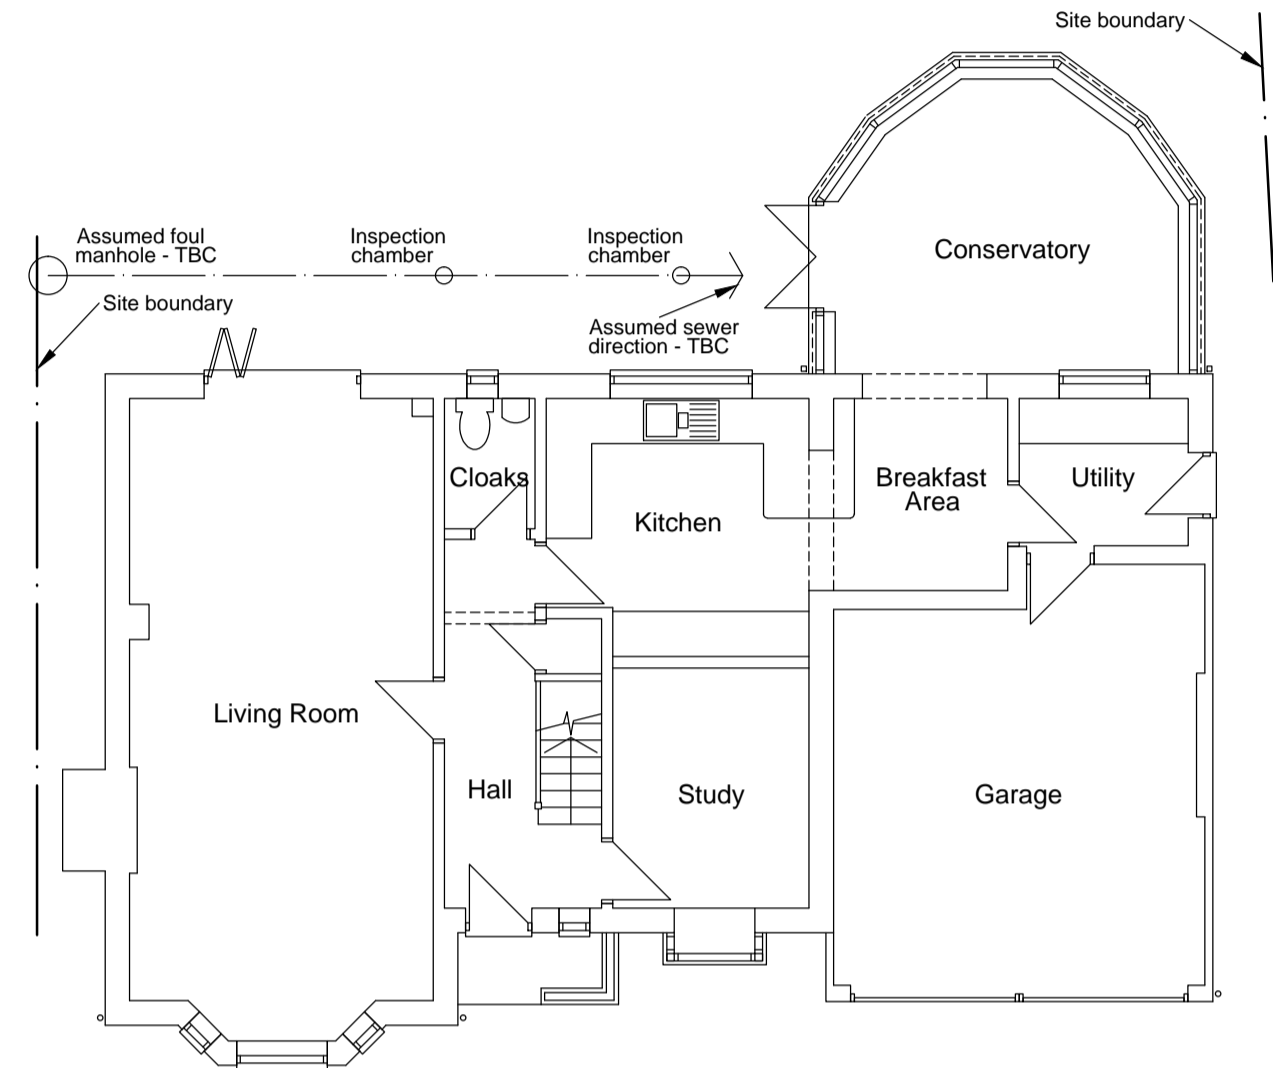 Site boundary
Assumed foul
manhole - TBC
Inspection
chamber
Inspection
chamber
Conservatory
Site boundary
Assumed sewer
direction - TBC
Cloaks
Kitchen
Breakfast
Area
Utility
Living Room
Hall
Study
Garage